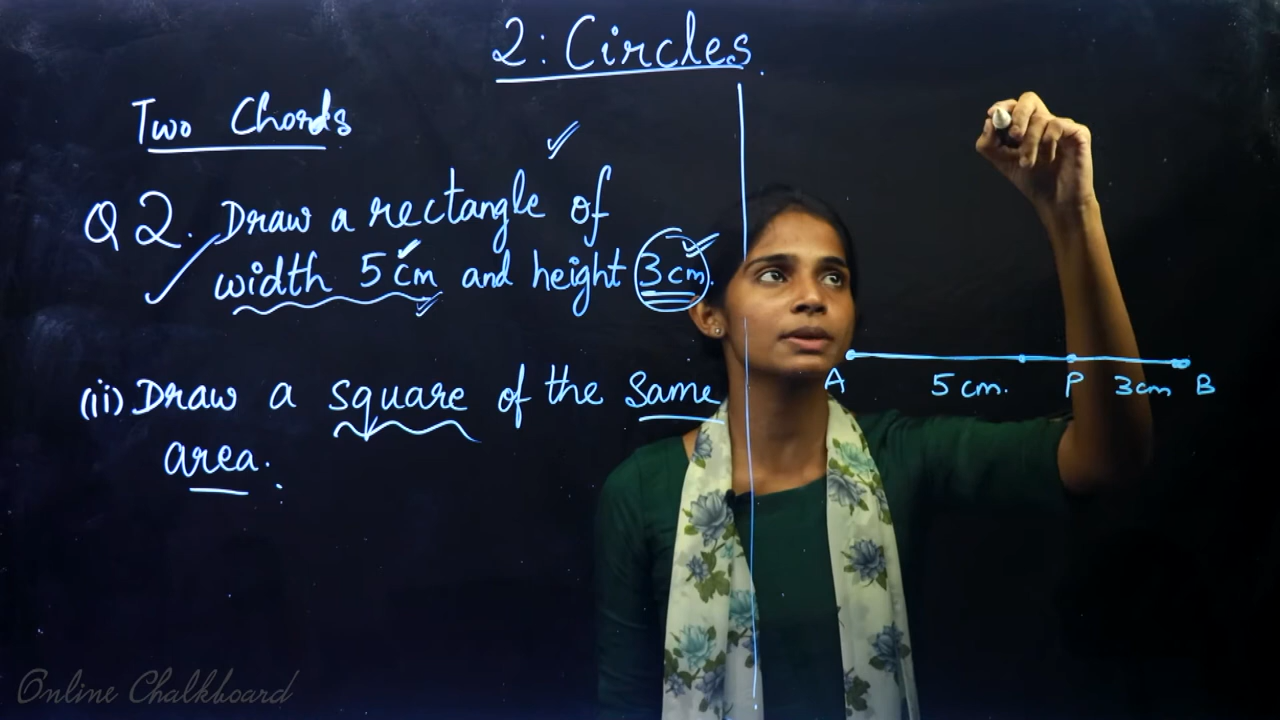 2: Circles
Two Chords
Q2. Draw a rectangle of
width 5 cm and height 3 cm.
(ii) Draw a square of the same
area.
A 5 cm. P 3 cm B
Online Chalkboard